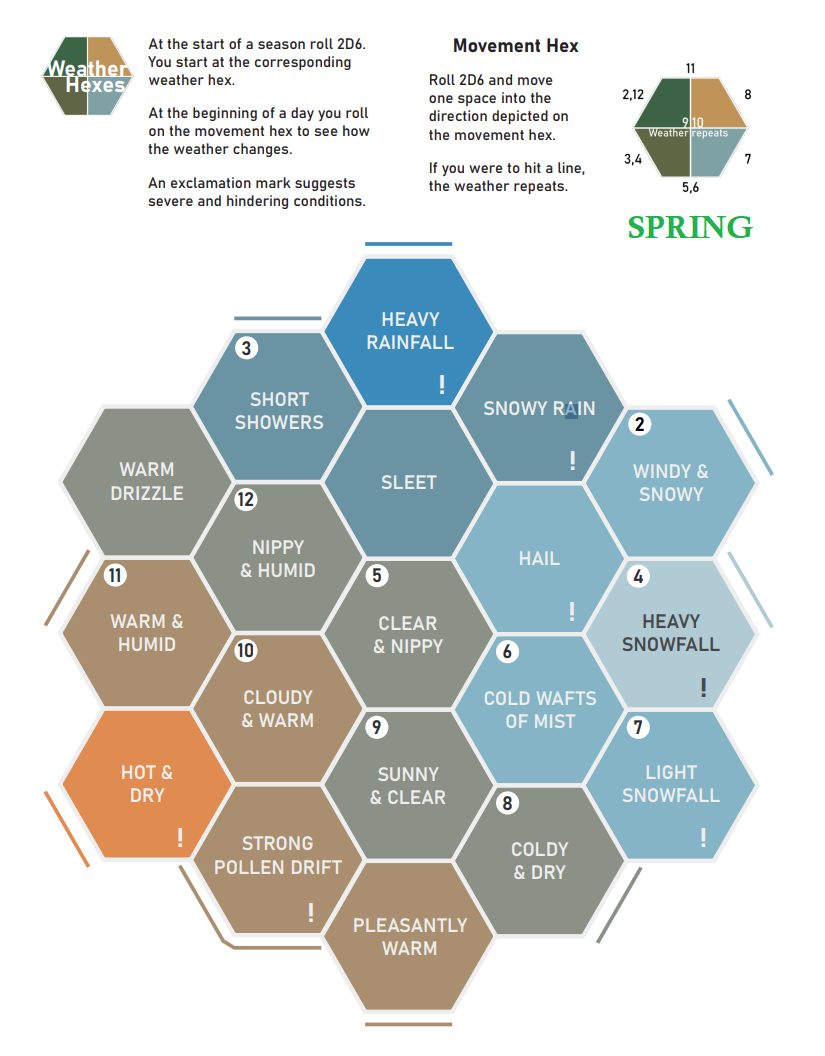 Weather
Hexes
At the start of a season roll 2D6.
You start at the corresponding
weather hex.
At the beginning of a day you roll
on the movement hex to see how
the weather changes.
An exclamation mark suggests
severe and hindering conditions.
Movement Hex
Roll 2D6 and move
one space into the
direction depicted on
the movement hex.
If you were to hit a line,
the weather repeats.
11
2,12
8
9 10
Weather repeats
3,4
7
5,6
SPRING
HEAVY
RAINFALL
!
3
SHORT
SHOWERS
SNOWY RAIN
!
WARM
DRIZZLE
SLEET
2
WINDY &
SNOWY
12
NIPPY
& HUMID
HAIL
!
11
WARM &
HUMID
5
CLEAR
& NIPPY
4
HEAVY
SNOWFALL
!
10
CLOUDY
& WARM
6
COLD WAFTS
OF MIST
HOT &
DRY
!
9
SUNNY
& CLEAR
7
LIGHT
SNOWFALL
!
STRONG
POLLEN DRIFT
!
8
COLDY
& DRY
PLEASANTLY
WARM